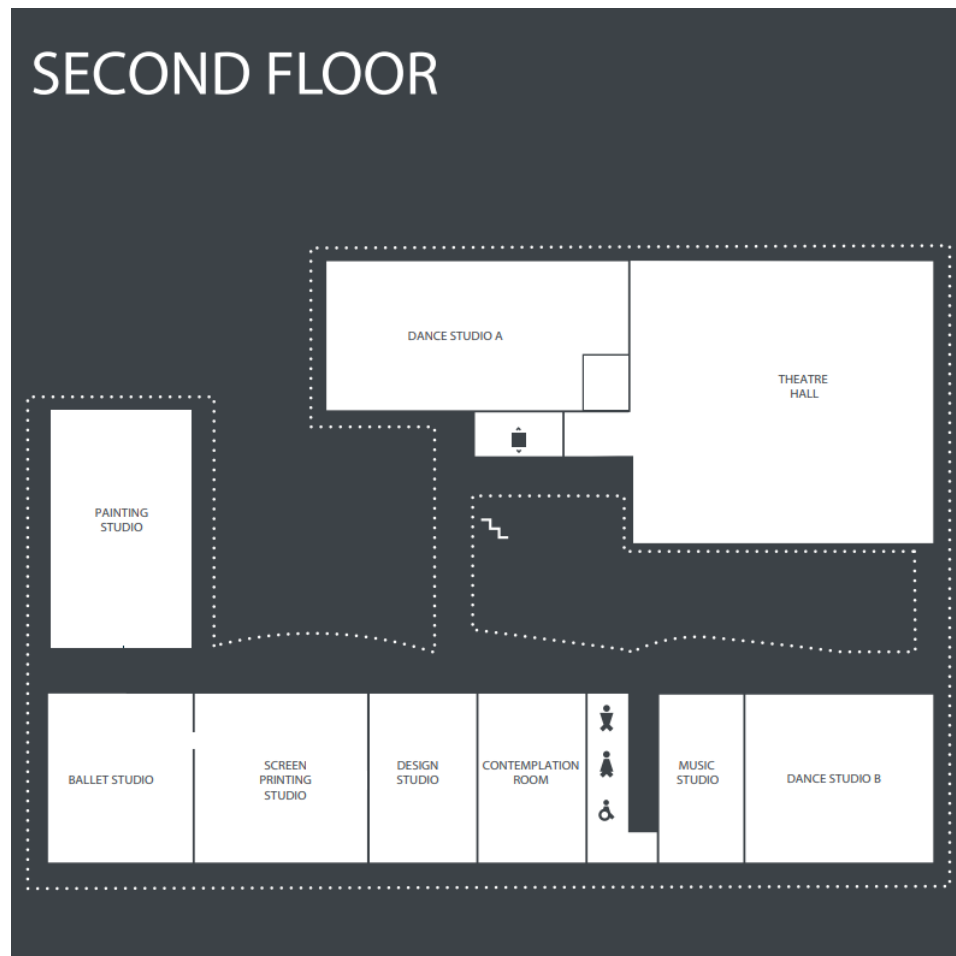 SECOND FLOOR
DANCE STUDIO A
THEATRE
HALL
PAINTING
STUDIO
BALLET STUDIO
SCREEN
PRINTING
STUDIO
DESIGN
STUDIO
CONTEMPLATION
ROOM
MUSIC
STUDIO
DANCE STUDIO B